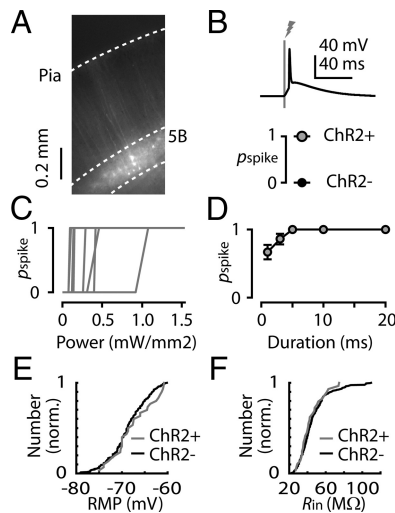 A
Pia
5B
0.2 mm
B
40 mV
40 ms
1
pspike
0
ChR2+
ChR2-
C
pspike
1
0
0 0.5 1 1.5
Power (mW/mm2)
D
pspike
1
0
0 10 20
Duration (ms)
E
Number
(norm.)
1
0
ChR2+
ChR2-
-80 -70 -60
RMP (mV)
F
Number
(norm.)
1
0
ChR2+
ChR2-
20 60 100
Rin (MΩ)